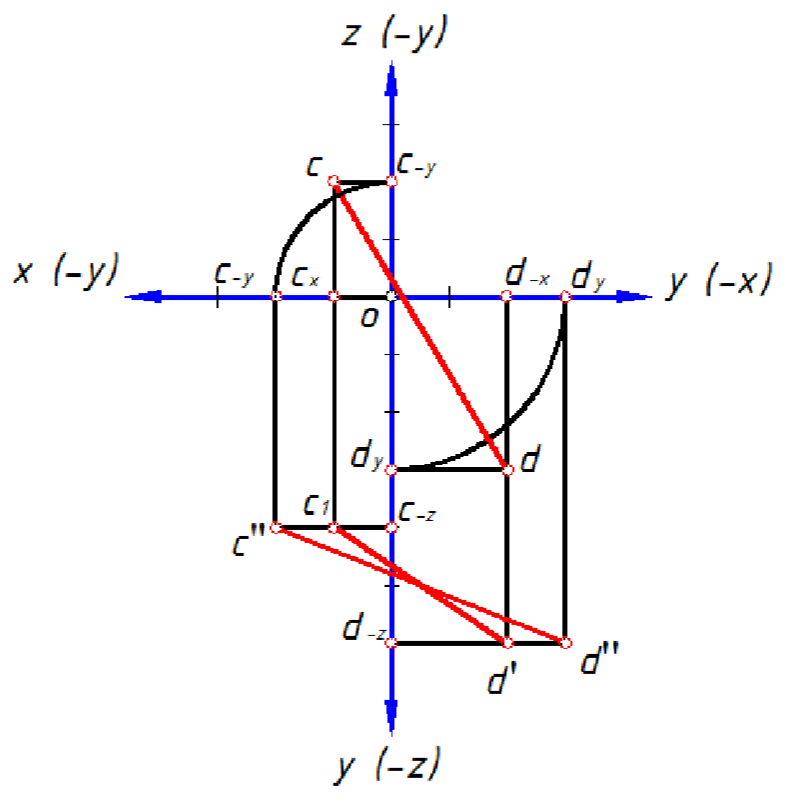 z (-y)
c c-y
x (-y) c-y cx d-x dy y (-x)
o
dy d
c1 c-z
c"
d-z
d' d"
y (-z)